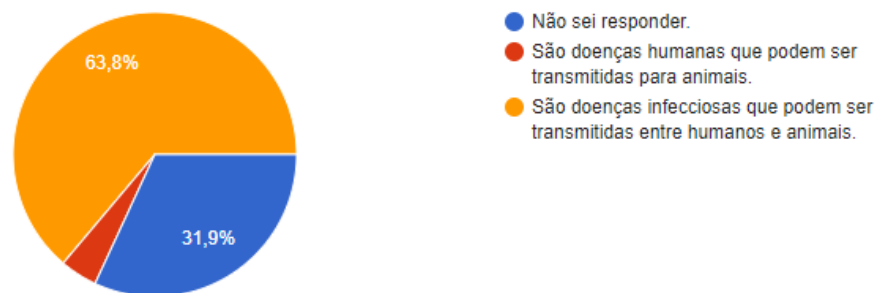 63,8%
31,9%
Não sei responder.
São doenças humanas que podem ser
transmitidas para animais.
São doenças infecciosas que podem ser
transmitidas entre humanos e animais.